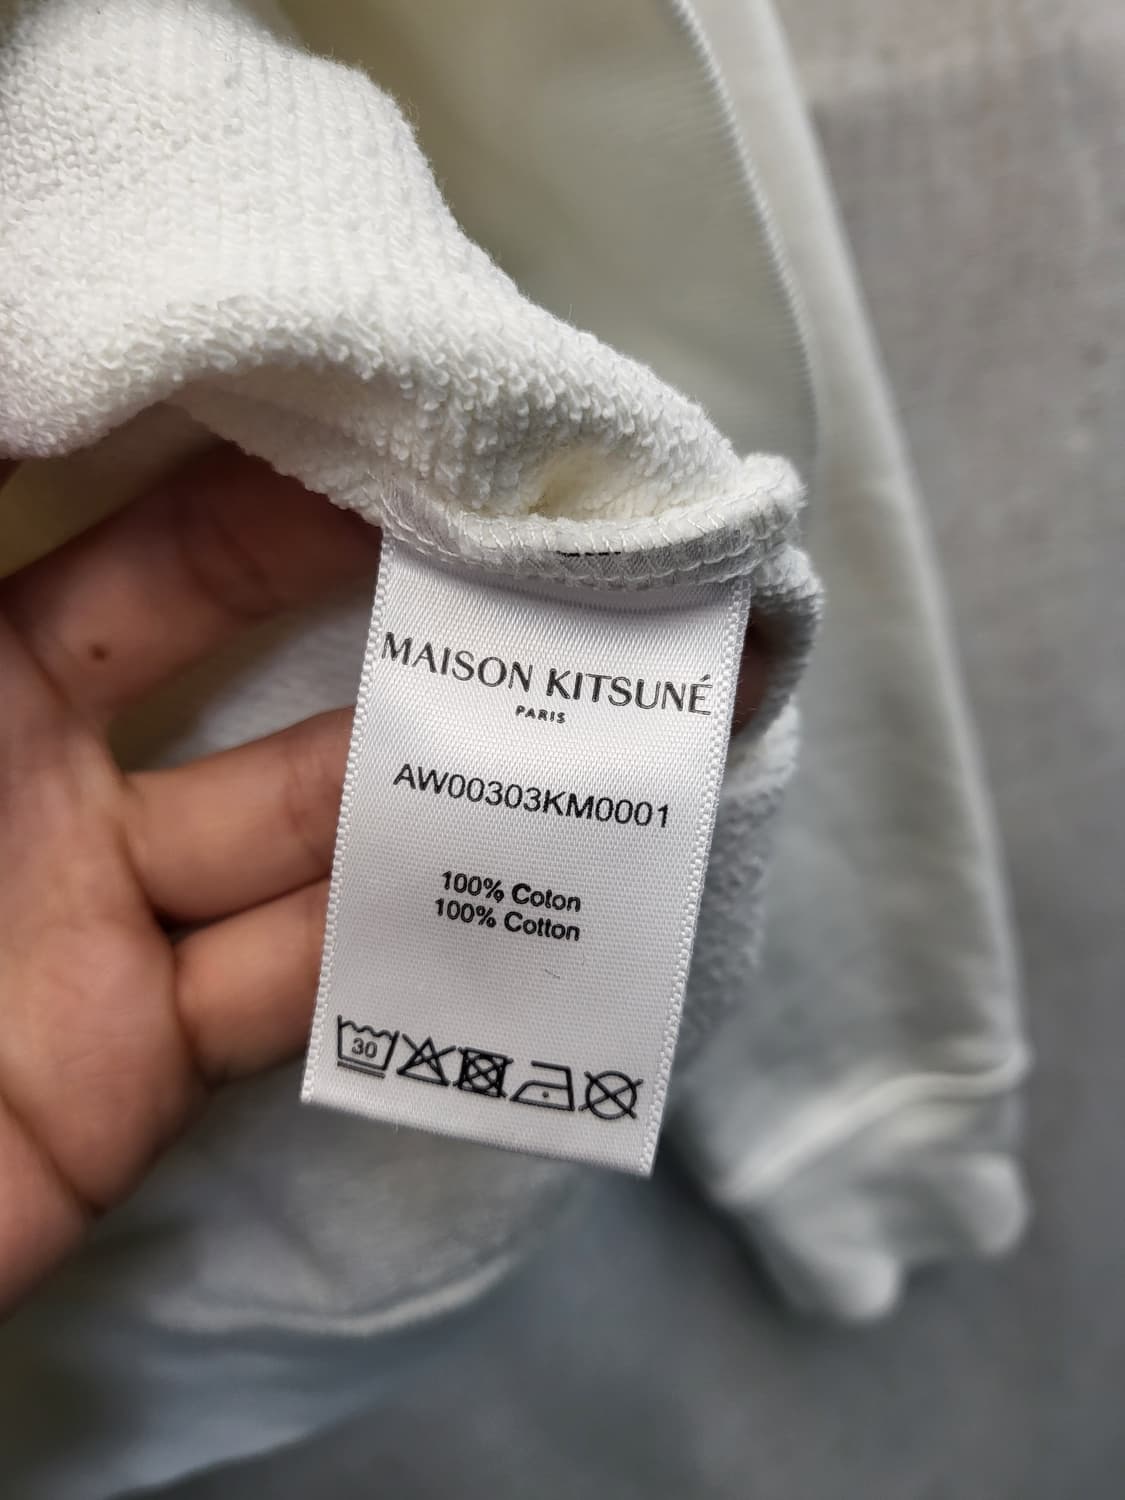 MAISON KITSUNÉ
PARIS
AW00303KM0001
100% Coton
100% Cotton
30